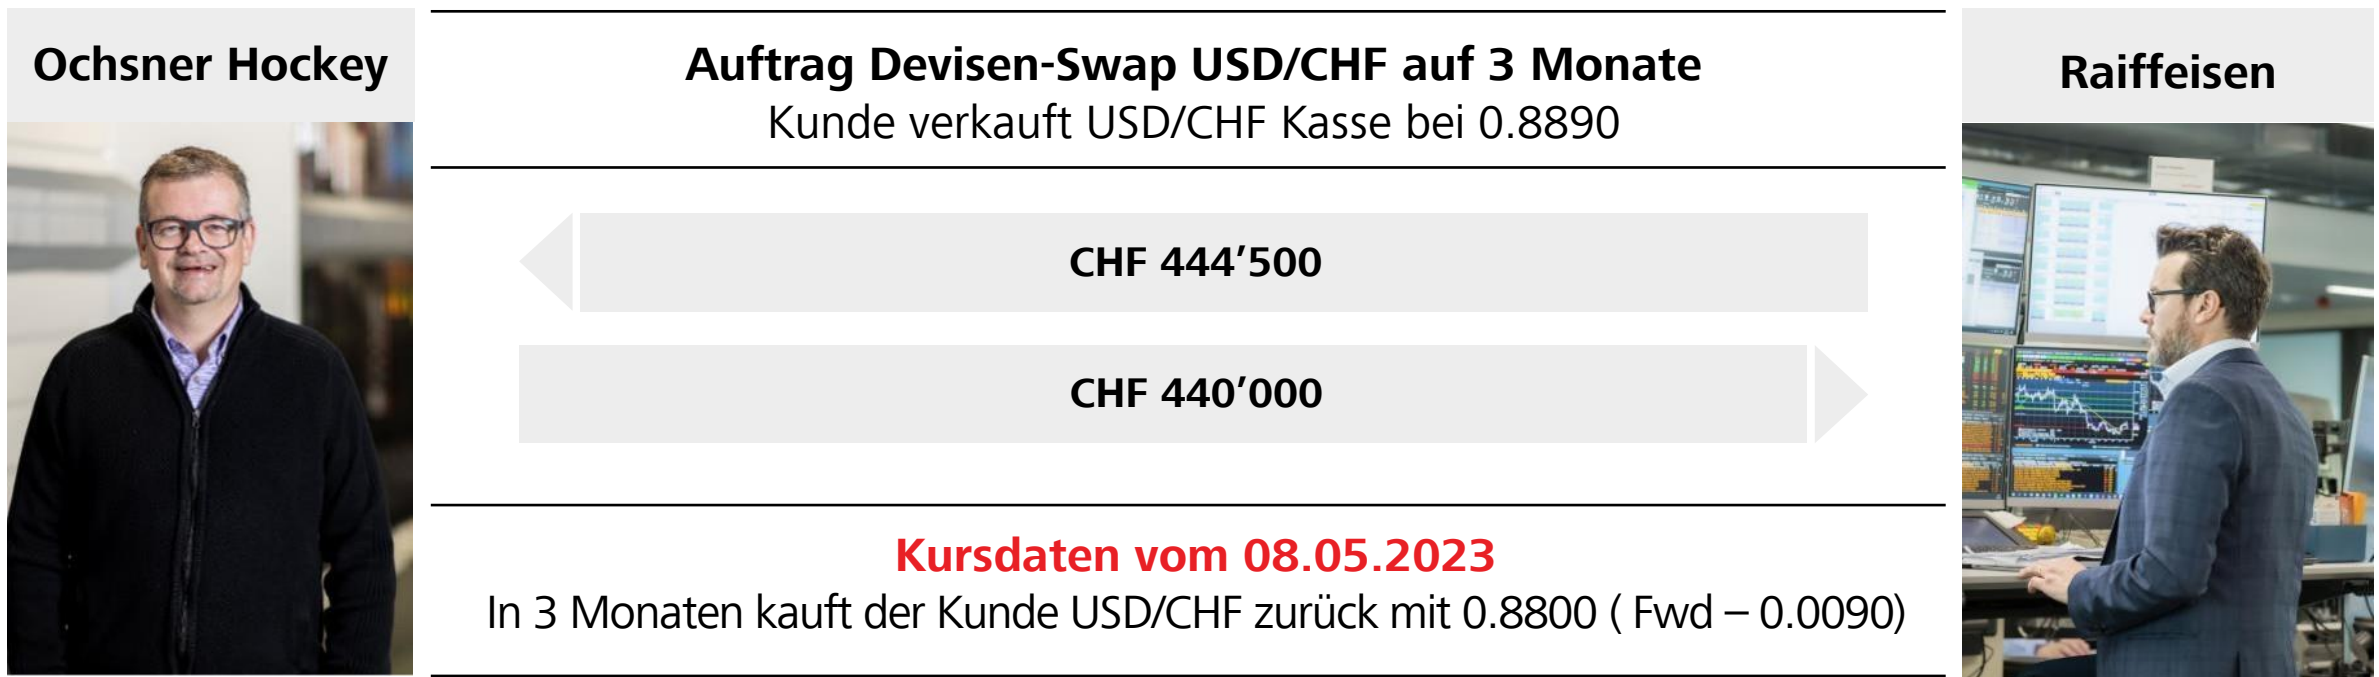 Ochsner Hockey
Auftrag Devisen-Swap USD/CHF auf 3 Monate
Kunde verkauft USD/CHF Kasse bei 0.8890
Raiffeisen
CHF 444’500
CHF 440’000
Kursdaten vom 08.05.2023
In 3 Monaten kauft der Kunde USD/CHF zurück mit 0.8800 ( Fwd – 0.0090)